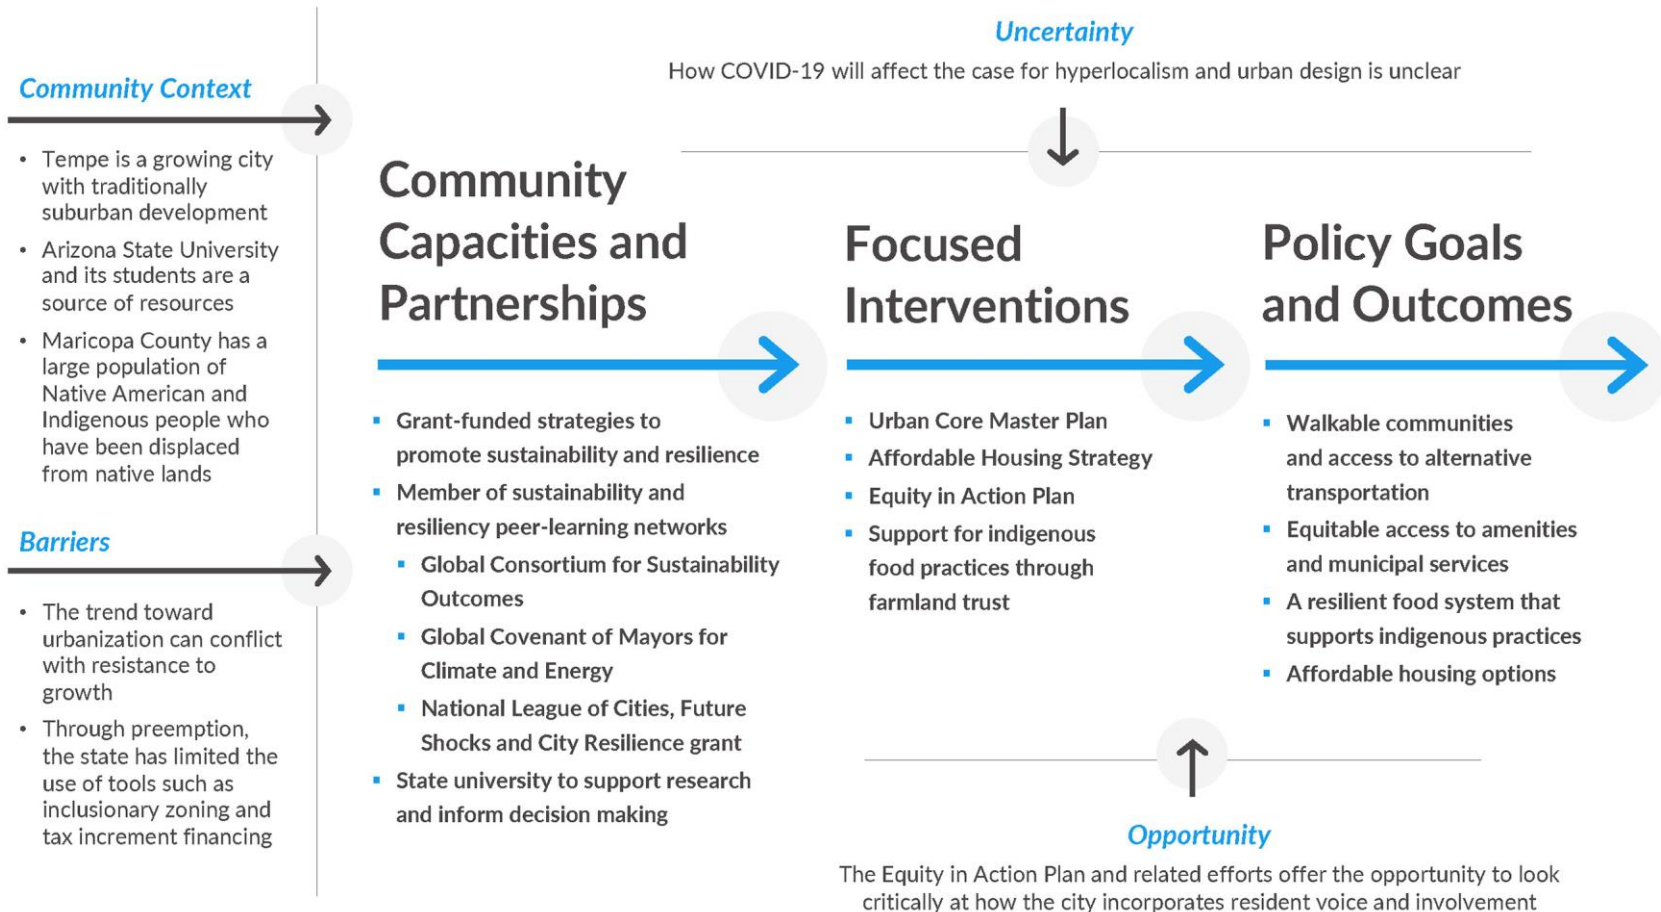 Community Context
• Tempe is a growing city
with traditionally
suburban development
• Arizona State University
and its students are a
source of resources
• Maricopa County has a
large population of
Native American and
Indigenous people who
have been displaced
from native lands
Barriers
• The trend toward
urbanization can conflict
with resistance to
growth
• Through preemption,
the state has limited the
use of tools such as
inclusionary zoning and
tax increment financing
Uncertainty
How COVID-19 will affect the case for hyperlocalism and urban design is unclear
Community
Capacities and
Partnerships
▪ Grant-funded strategies to
promote sustainability and resilience
▪ Member of sustainability and
resiliency peer-learning networks
▪ Global Consortium for Sustainability
Outcomes
▪ Global Covenant of Mayors for
Climate and Energy
▪ National League of Cities, Future
Shocks and City Resilience grant
▪ State university to support research
and inform decision making
Focused
Interventions
▪ Urban Core Master Plan
▪ Affordable Housing Strategy
▪ Equity in Action Plan
▪ Support for indigenous
food practices through
farmland trust
Policy Goals
and Outcomes
▪ Walkable communities
and access to alternative
transportation
▪ Equitable access to amenities
and municipal services
▪ A resilient food system that
supports indigenous practices
▪ Affordable housing options
Opportunity
The Equity in Action Plan and related efforts offer the opportunity to look
critically at how the city incorporates resident voice and involvement